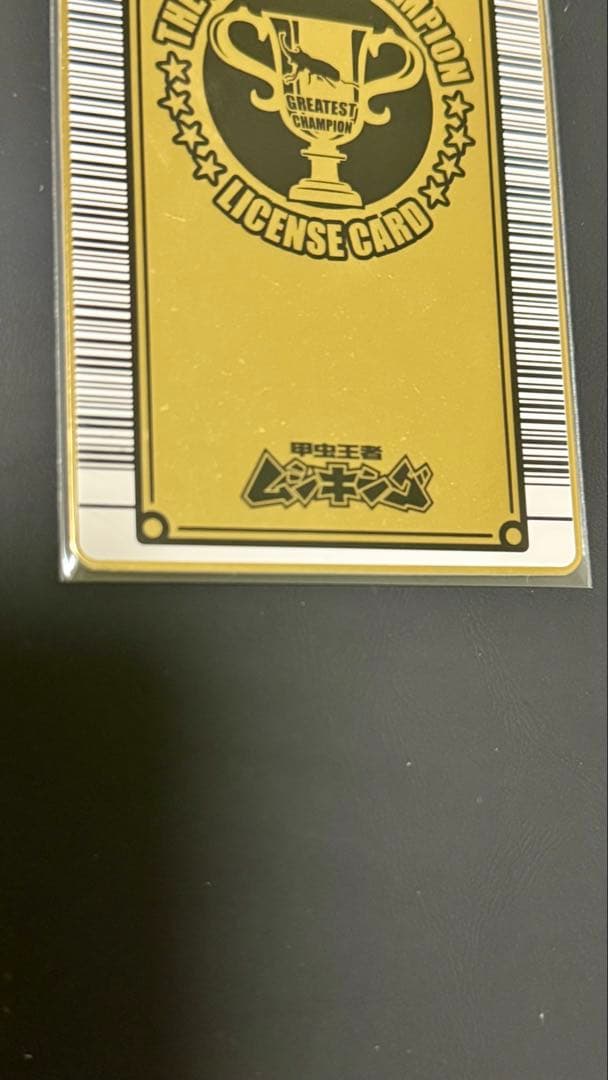 THE
CHAMPION
GREATEST
CHAMPION
LICENSE CARD
甲虫王者
ムシキング